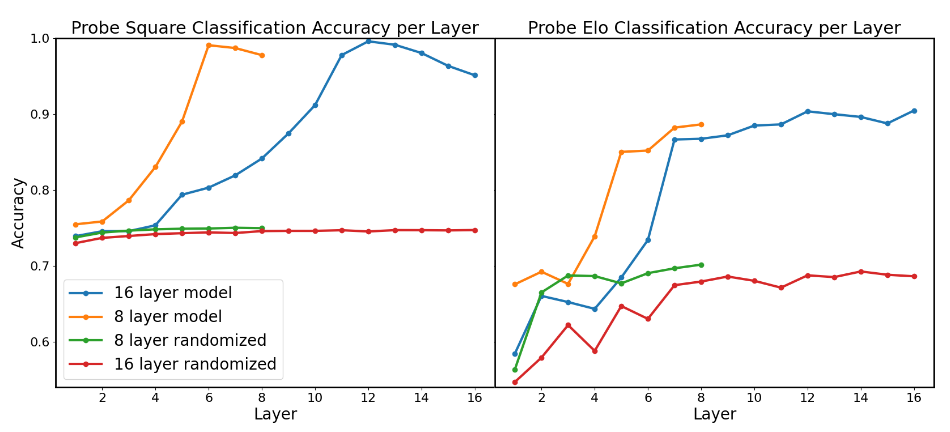 Probe Square Classification Accuracy per Layer
Probe Elo Classification Accuracy per Layer
1.0
0.9
0.8
0.7
0.6
Accuracy
16 layer model
8 layer model
8 layer randomized
16 layer randomized
2 4 6 8 10 12 14 16
2 4 6 8 10 12 14 16
Layer
Layer